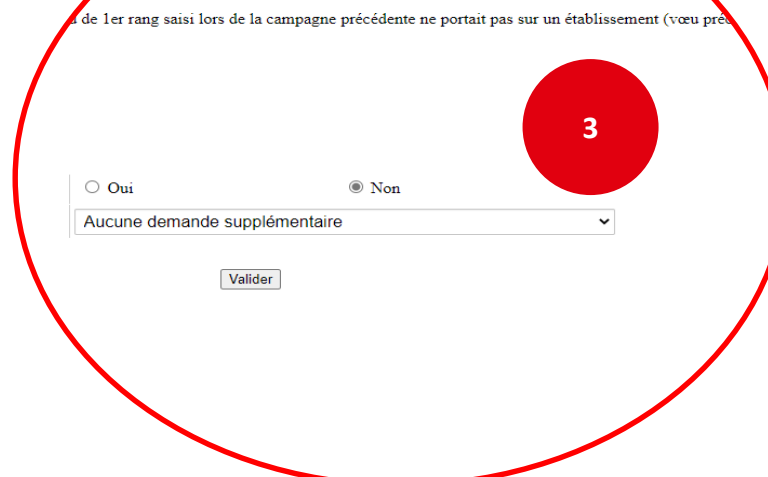 de 1er rang saisi lors de la campagne précédente ne portait pas sur un établissement (vœu
3
Oui Non
Aucune demande supplémentaire
Valider